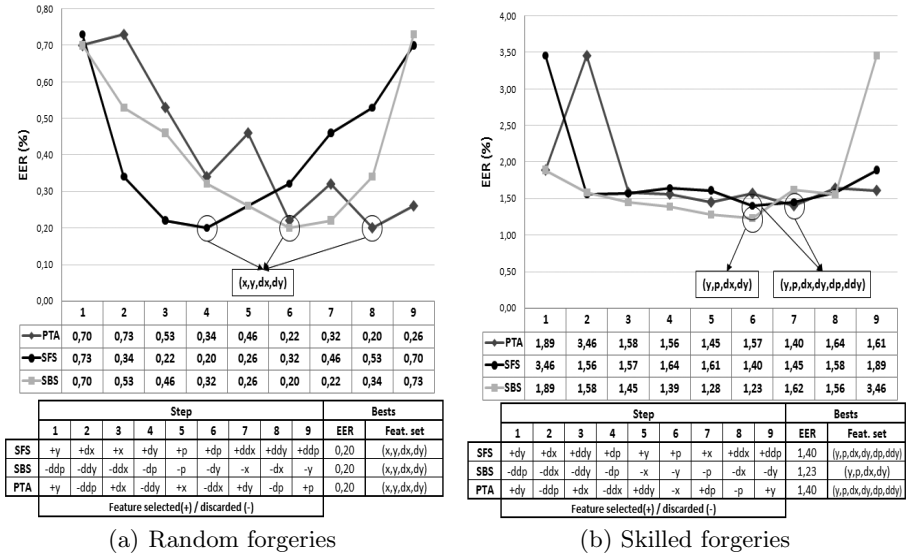 0,80
0,70
0,60
0,50
0,40
0,30
0,20
0,10
0,00
EER (%)
(x,y,dx,dy)
1 2 3 4 5 6 7 8 9
PTA 0,70 0,73 0,53 0,34 0,46 0,22 0,32 0,20 0,26
SFS 0,73 0,34 0,22 0,20 0,26 0,32 0,46 0,53 0,70
SBS 0,70 0,53 0,46 0,32 0,26 0,20 0,22 0,34 0,73
Step Bests
1 2 3 4 5 6 7 8 9 EER Feat. set
SFS +y +dx +x +dy +p +dp +ddx +ddy +ddp 0,20 (x,y,dx,dy)
SBS -ddp -ddy -ddx -dp -p -dy -x -dx -y 0,20 (x,y,dx,dy)
PTA +y -ddp +dx -ddy +x -ddx +dy -dp +p 0,20 (x,y,dx,dy)
Feature selected(+) / discarded (-)
(a) Random forgeries
4,00
3,50
3,00
2,50
2,00
1,50
1,00
0,50
0,00
EER (%)
(y,p,dx,dy)
(y,p,dx,dy,dp,ddy)
1 2 3 4 5 6 7 8 9
PTA 1,89 3,46 1,58 1,56 1,45 1,57 1,40 1,64 1,61
SFS 3,46 1,56 1,57 1,64 1,61 1,40 1,45 1,58 1,89
SBS 1,89 1,58 1,45 1,39 1,28 1,23 1,62 1,56 3,46
Step Bests
1 2 3 4 5 6 7 8 9 EER Feat. set
SFS +dy +dx +ddy +dp +y +p +x +ddx +ddp 1,40 (y,p,dx,dy,dp,ddy)
SBS -ddp -ddx -ddy -dp -x -y -p -dx -dy 1,23 (y,p,dx,dy)
PTA +dy -ddp +dx -ddx +ddy -x +dp -p +y 1,40 (y,p,dx,dy,dp,ddy)
Feature selected(+) / discarded (-)
(b) Skilled forgeries